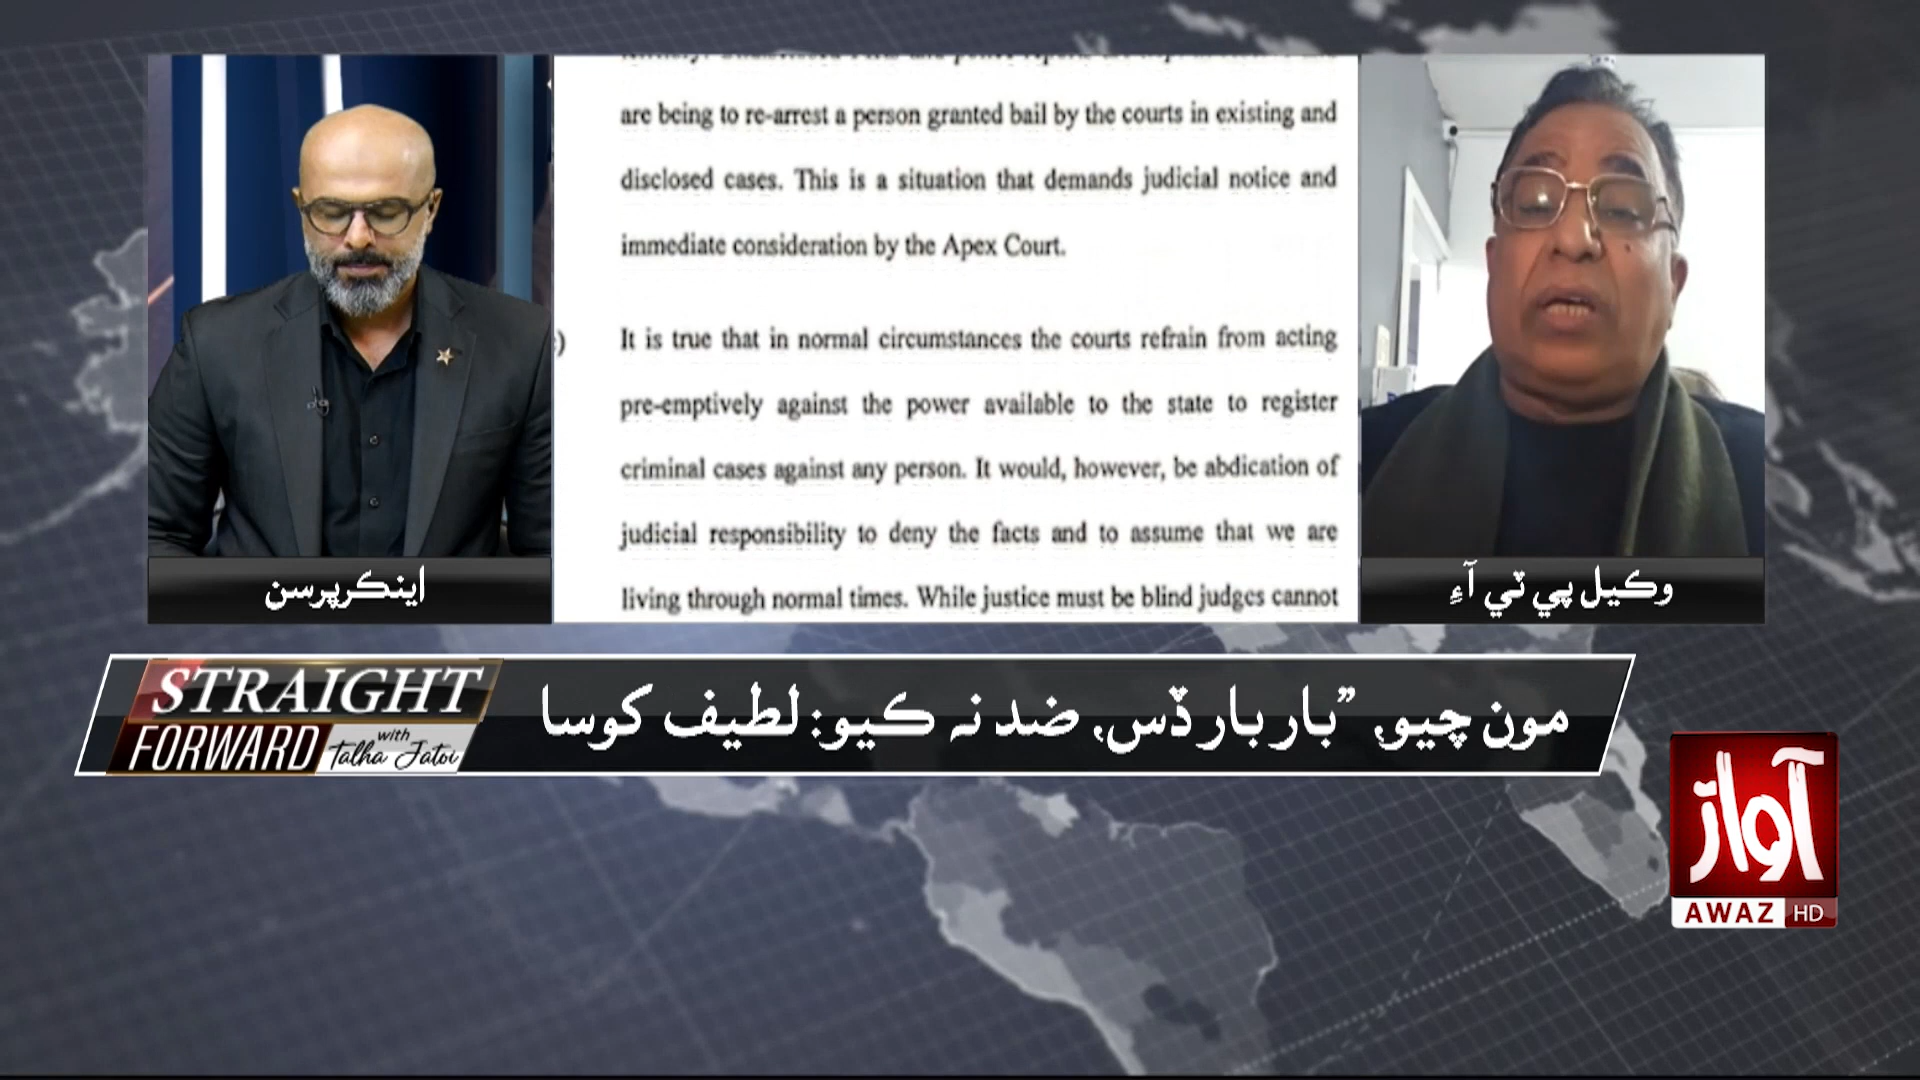 are being to re-arrest a person granted bail by the courts in existing and
disclosed cases. This is a situation that demands judicial notice and
immediate consideration by the Apex Court.
It is true that in normal circumstances the courts refrain from acting
pre-emptively against the power available to the state to register
criminal cases against any person. It would, however, be abdication of
judicial responsibility to deny the facts and to assume that we are
living through normal times. While justice must be blind judges cannot
اينڪرپرسن
وڪيل پي ٽي آءِ
STRAIGHT
FORWARD with Talha Jatoi
مون چيو، ”بار بار ڏس، ضد نہ ڪيو: لطيف کوسا
آواز
AWAZ HD